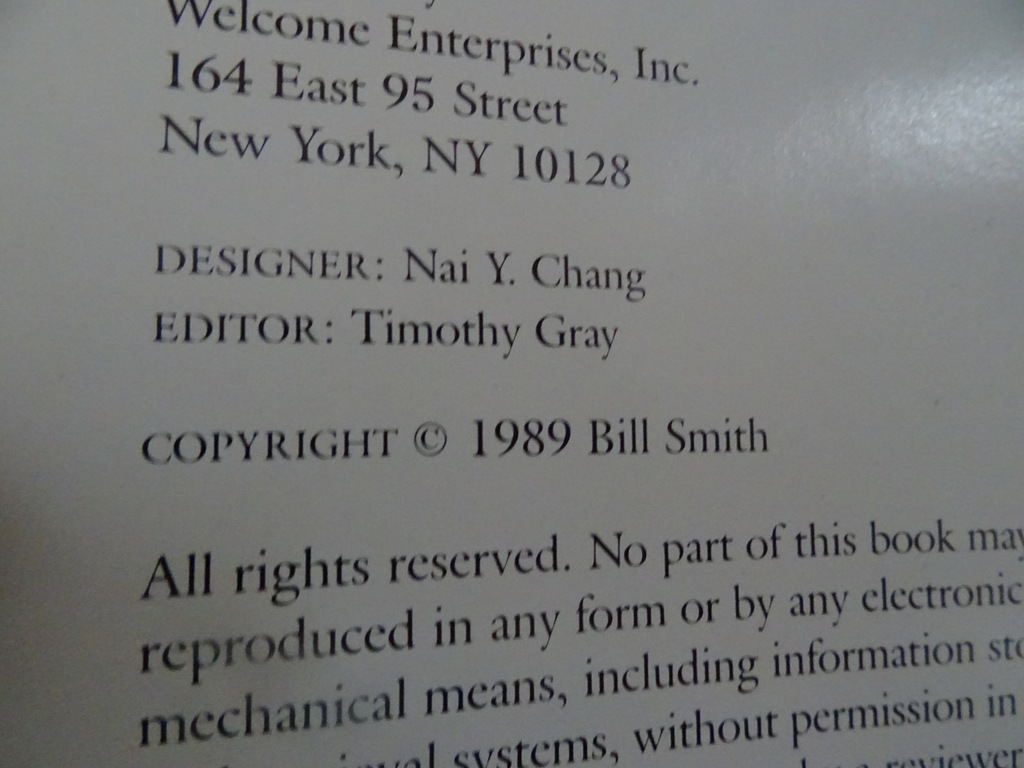 Welcome Enterprises, Inc.
164 East 95 Street
New York, NY 10128
DESIGNER: Nai Y. Chang
EDITOR: Timothy Gray
COPYRIGHT © 1989 Bill Smith
All rights reserved. No part of this book may
reproduced in any form or by any electronic
mechanical means, including information
systems, without permission in
reviewer